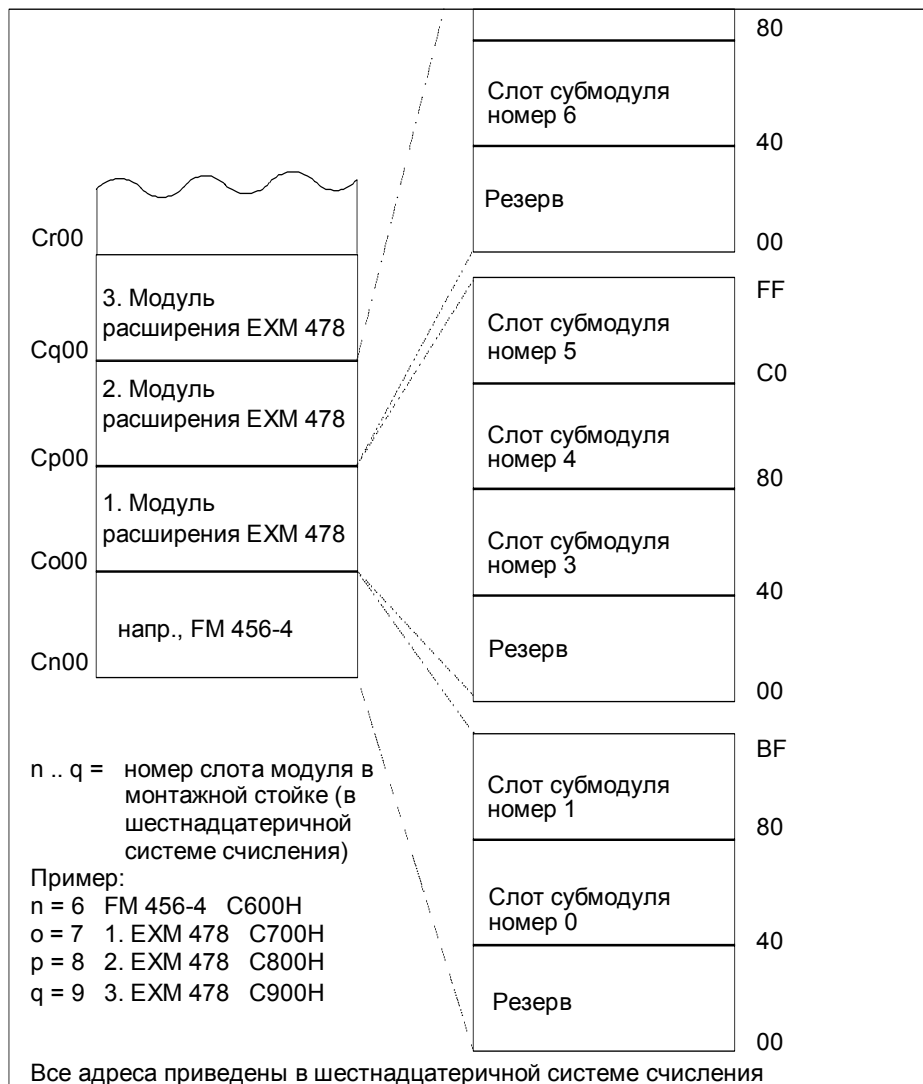 80
Слот субмодуля
номер 6
40
Резерв
00
Cr00
3. Модуль
расширения EXM 478
Cq00
2. Модуль
расширения EXM 478
Cp00
1. Модуль
расширения EXM 478
Co00
напр., FM 456-4
Cn00
FF
Слот субмодуля
номер 5
C0
Слот субмодуля
номер 4
80
Слот субмодуля
номер 3
40
Резерв
00
BF
Слот субмодуля
номер 1
80
Слот субмодуля
номер 0
40
Резерв
00
n .. q = номер слота модуля в
монтажной стойке (в
шестнадцатеричной
системе счисления)
Пример:
n = 6 FM 456-4 C600H
o = 7 1. EXM 478 C700H
p = 8 2. EXM 478 C800H
q = 9 3. EXM 478 C900H
Все адреса приведены в шестнадцатеричной системе счисления